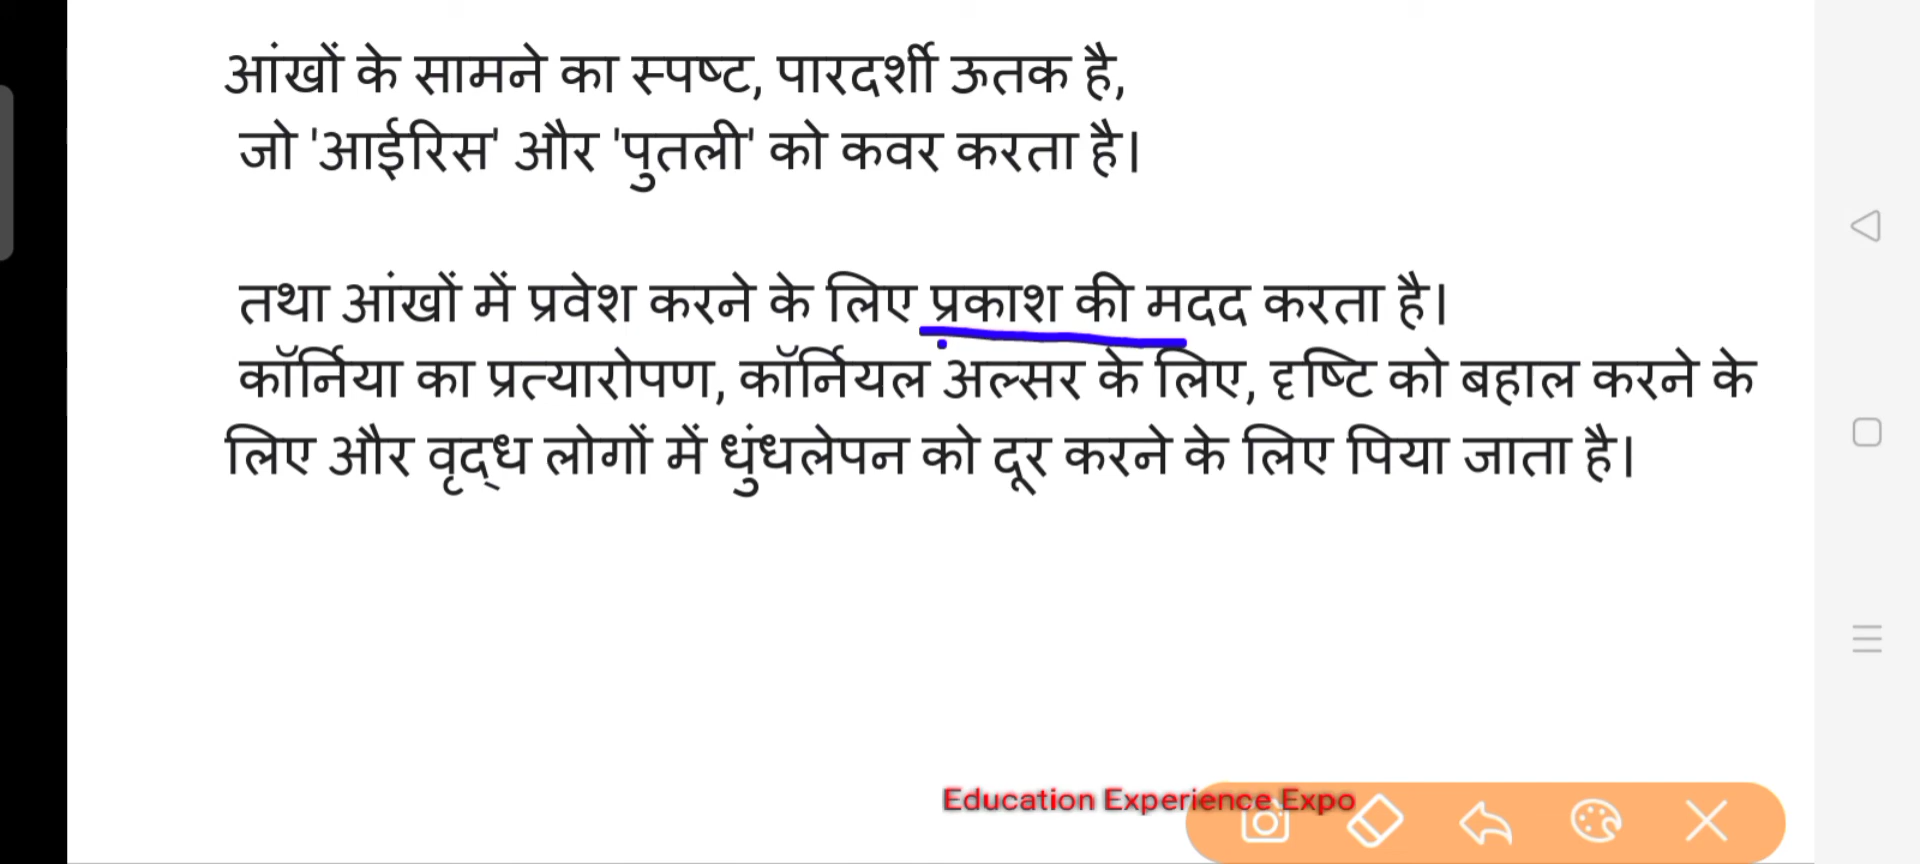 आंखों के सामने का स्पष्ट, पारदर्शी ऊतक है,
जो 'आईरिस' और 'पुतली' को कवर करता है।
तथा आंखों में प्रवेश करने के लिए प्रकाश की मदद करता है।
कॉर्निया का प्रत्यारोपण, कॉर्नियल अल्सर के लिए, दृष्टि को बहाल करने के
लिए और वृद्ध लोगों में धुंधलेपन को दूर करने के लिए पिया जाता है।
Education Experience Expo